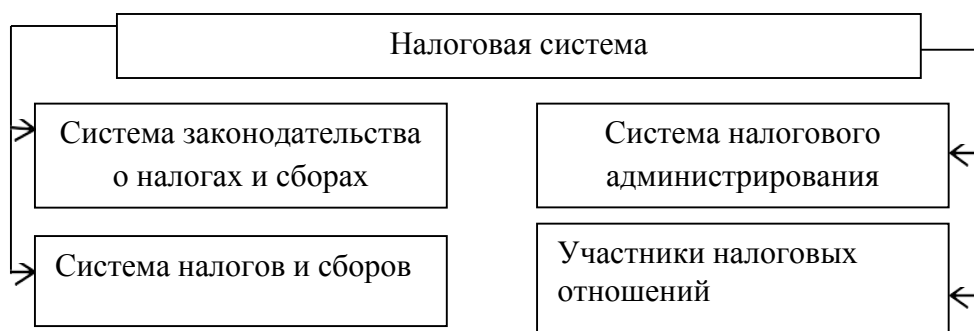 Налоговая система
Система законодательства
о налогах и сборах
Система налогового
администрирования
Система налогов и сборов
Участники налоговых
отношений